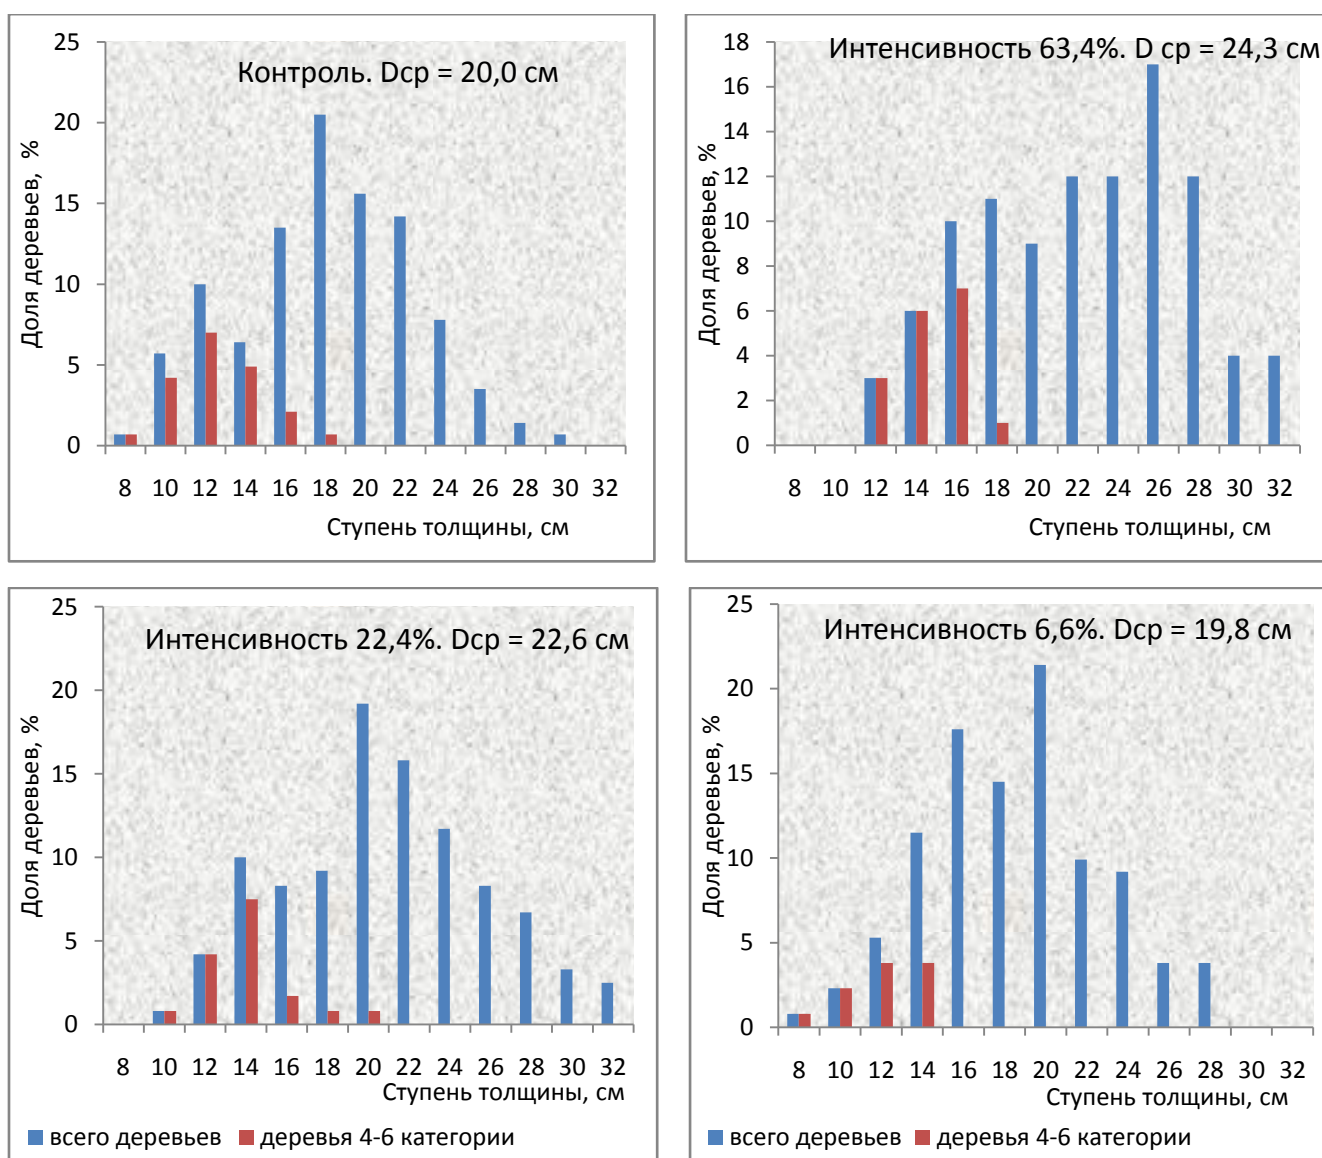 Контроль. Dср = 20,0 см
Доля деревьев, %
25
20
15
10
5
0
8 10 12 14 16 18 20 22 24 26 28 30 32
Ступень толщины, см
Интенсивность 63,4%. D ср = 24,3 см
Доля деревьев, %
18
16
14
12
10
8
6
4
2
0
8 10 12 14 16 18 20 22 24 26 28 30 32
Ступень толщины, см
Интенсивность 22,4%. Dср = 22,6 см
Доля деревьев, %
25
20
15
10
5
0
8 10 12 14 16 18 20 22 24 26 28 30 32
Ступень толщины, см
всего деревьев деревья 4-6 категории
Интенсивность 6,6%. Dср = 19,8 см
Доля деревьев, %
25
20
15
10
5
0
8 10 12 14 16 18 20 22 24 26 28 30 32
Ступень толщины, см
всего деревьев деревья 4-6 категории